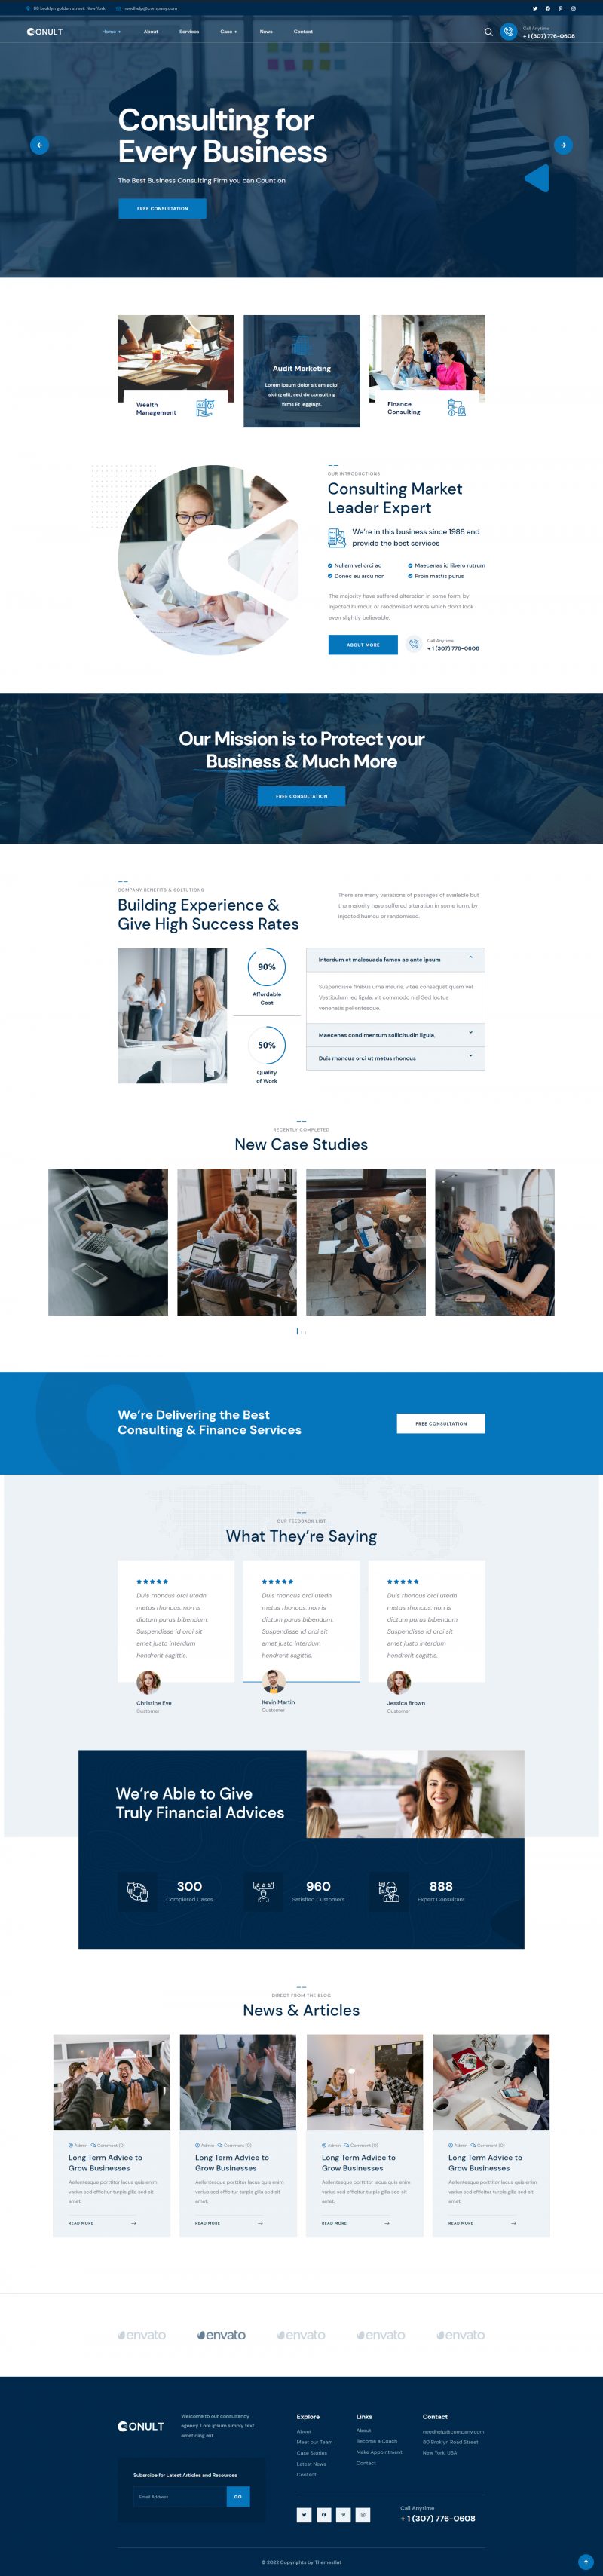 88 broklyn golden street. New York
needhelp@company.com
CONULT
Home
About
Services
Case
News
Contact
Call Anytime
+ 1 (307) 776-0608
Consulting for
Every Business
The Best Business Consulting Firm you can Count on
FREE CONSULTATION
Wealth
Management
Audit Marketing
Lorem ipsum dolor sit am adipi
sicing elit, sed do consulting
firms Et leggings.
Finance
Consulting
OUR INTRODUCTIONS
Consulting Market
Leader Expert
We're in this business since 1988 and
provide the best services
Nullam vel orci ac
Maecenas id libero rutrum
Donec eu arcu non
Proin mattis purus
The majority have suffered alteration in some form, by
injected humour, or randomised words which don't look
even slightly believable.
ABOUT MORE
Call Anytime
+ 1 (307) 776-0608
Our Mission is to Protect your
Business & Much More
FREE CONSULTATION
COMPANY BENEFITS & SOLTUTIONS
Building Experience &
Give High Success Rates
There are many variations of passages of available but
the majority have suffered alteration in some form, by
injected humou or randomised.
90%
Affordable
Cost
50%
Quality
of Work
Interdum et malesuada fames ac ante ipsum
Suspendisse finibus urna mauris, vitae consequat quam vel.
Vestibulum leo ligula, vit commodo nisl Sed luctus
venenatis pellentesque.
Maecenas condimentum sollicitudin ligula,
Duis rhoncus orci ut metus rhoncus
RECENTLY COMPLETED
New Case Studies
We're Delivering the Best
Consulting & Finance Services
FREE CONSULTATION
OUR FEEDBACK LIST
What They're Saying
Duis rhoncus orci utedn
metus rhoncus, non is
dictum purus bibendum.
Suspendisse id orci sit
amet justo interdum
hendrerit sagittis.
Christine Eve
Customer
Duis rhoncus orci utedn
metus rhoncus, non is
dictum purus bibendum.
Suspendisse id orci sit
amet justo interdum
hendrerit sagittis.
Kavin Martin
Customer
Duis rhoncus orci utedn
metus rhoncus, non is
dictum purus bibendum.
Suspendisse id orci sit
amet justo interdum
hendrerit sagittis.
Jessica Brown
Customer
We're Able to Give
Truly Financial Advices
300
Completed Cases
960
Satisfied Customers
888
Expert Consultant
DIRECT FROM THE BLOG
News & Articles
Admin Comment (0)
Long Term Advice to
Grow Businesses
Aellentesque porttitor lacus quis enim
varius sed efficitur turpis gilla sed sit
amet.
READ MORE
Admin Comment (0)
Long Term Advice to
Grow Businesses
Aellentesque porttitor lacus quis enim
varius sed efficitur turpis gilla sed sit
amet.
READ MORE
Admin Comment (0)
Long Term Advice to
Grow Businesses
Aellentesque porttitor lacus quis enim
varius sed efficitur turpis gilla sed sit
amet.
READ MORE
Admin Comment (0)
Long Term Advice to
Grow Businesses
Aellentesque porttitor lacus quis enim
varius sed efficitur turpis gilla sed sit
amet.
READ MORE
envato
envato
envato
envato
envato
CONULT
Welcome to our consultancy
agency. Lore ipsum simply text
amet cing elit.
Subscribe for Latest Articles and Resources
Email Address
GO
Explore
About
Meet our Team
Case Stories
Latest News
Contact
Links
About
Become a Coach
Make Appointment
Contact
Contact
needhelp@company.com
80 Broklyn Road Street
New York. USA
Call Anytime
+ 1 (307) 776-0608
© 2022 Copyrights by Themesflat